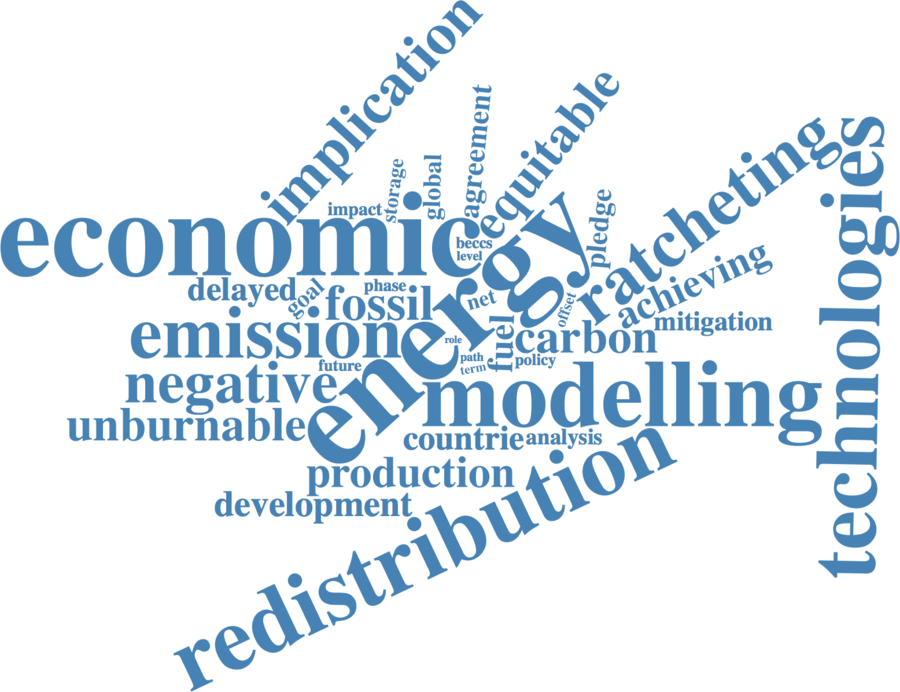 implication
agreement
equitable
storage
global
pledge
ratcheting
technologies
impact
economic
beccs
level
energy
achieving
delayed
goal
phase
fossil
net
offset
mitigation
emission
role
fuel
carbon
path
term
policy
future
negative
modelling
unburnable
countrie
analysis
production
development
redistribution